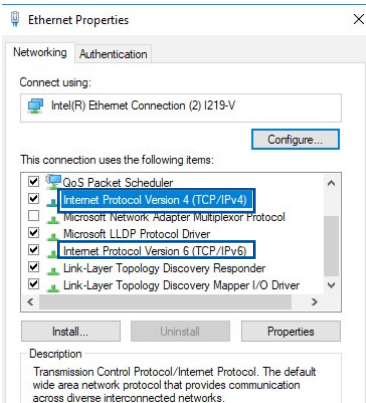 Ethernet Properties
Networking Authentication
Connect using:
Intel(R) Ethernet Connection (2) I219-V
Configure...
This connection uses the following items:
QoS Packet Scheduler
Internet Protocol Version 4 (TCP/IPv4)
Microsoft Network Adapter Multiplexor Protocol
Microsoft LLDP Protocol Driver
Internet Protocol Version 6 (TCP/IPv6)
Link-Layer Topology Discovery Responder
Link-Layer Topology Discovery Mapper I/O Driver
Install... Uninstall Properties
Description
Transmission Control Protocol/Internet Protocol. The default
wide area network protocol that provides communication
across diverse interconnected networks.